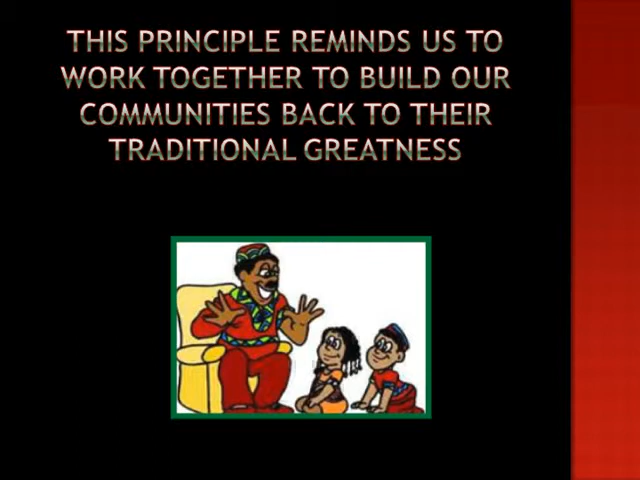 THIS PRINCIPLE REMINDS US TO
WORK TOGETHER TO BUILD OUR
COMMUNITIES BACK TO THEIR
TRADITIONAL GREATNESS